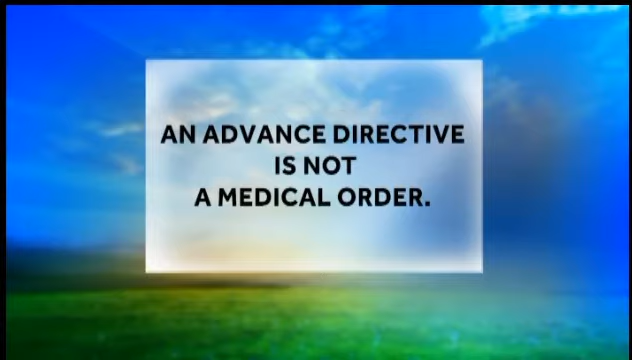 AN ADVANCE DIRECTIVE
IS NOT
A MEDICAL ORDER.